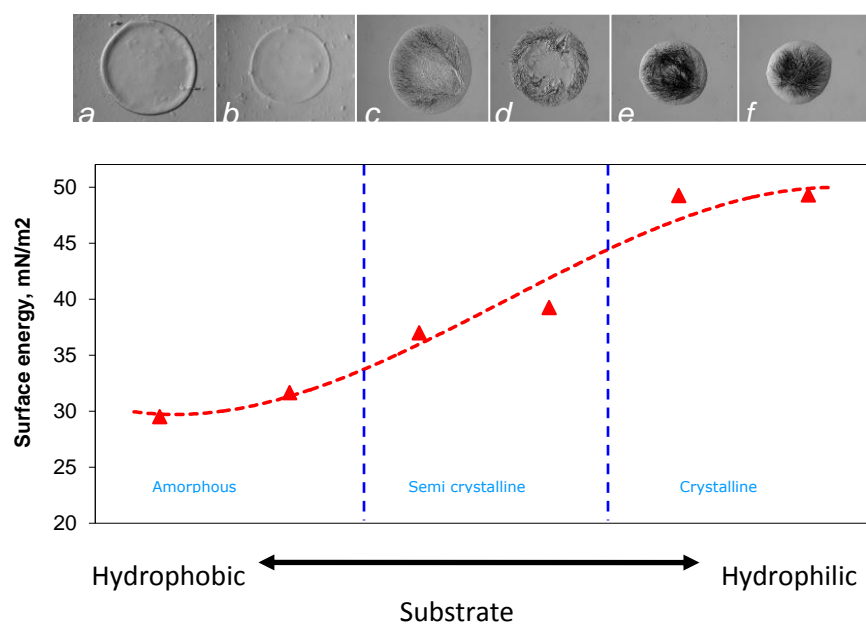 a b c d e f
50
45
40
35
30
25
20
Surface energy, mN/m2
Amorphous Semi crystalline Crystalline
Hydrophobic Hydrophilic
Substrate